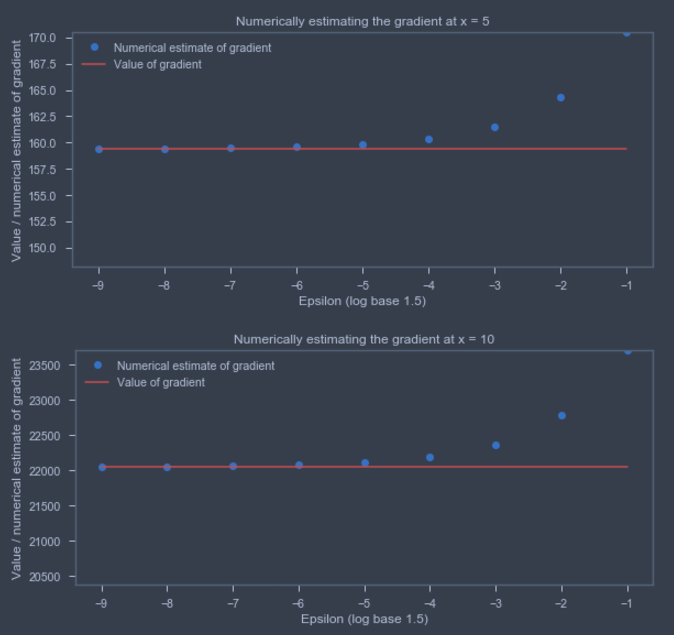 Numerically estimating the gradient at x = 5
Value / numerical estimate of gradient
170.0
167.5
165.0
162.5
160.0
157.5
155.0
152.5
150.0
Numerical estimate of gradient
Value of gradient
−9 −8 −7 −6 −5 −4 −3 −2 −1
Epsilon (log base 1.5)
Numerically estimating the gradient at x = 10
Value / numerical estimate of gradient
23500
23000
22500
22000
21500
21000
20500
Numerical estimate of gradient
Value of gradient
−9 −8 −7 −6 −5 −4 −3 −2 −1
Epsilon (log base 1.5)